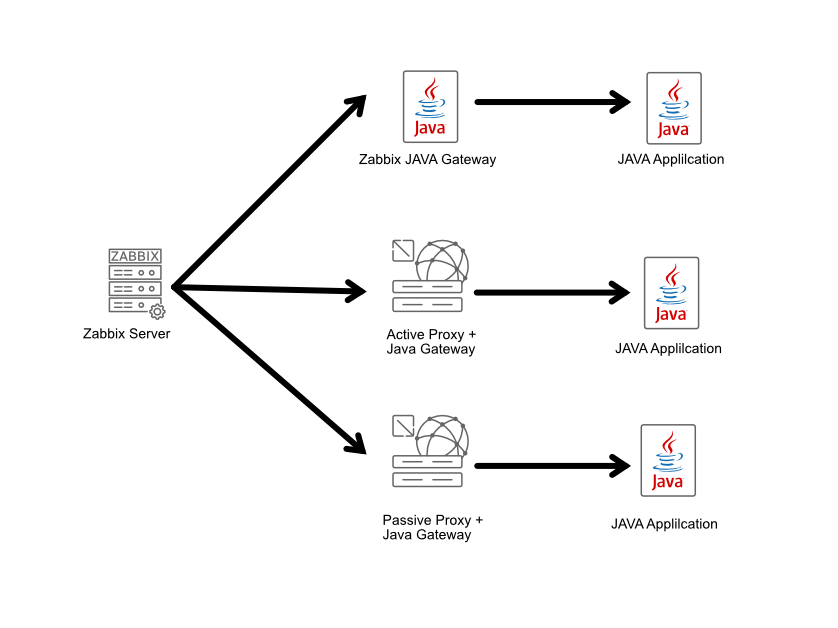 Java
Java
Zabbix JAVA Gateway
JAVA Applilcation
ZABBIX
Java
Zabbix Server
Active Proxy +
Java Gateway
JAVA Applilcation
Java
Passive Proxy +
Java Gateway
JAVA Applilcation